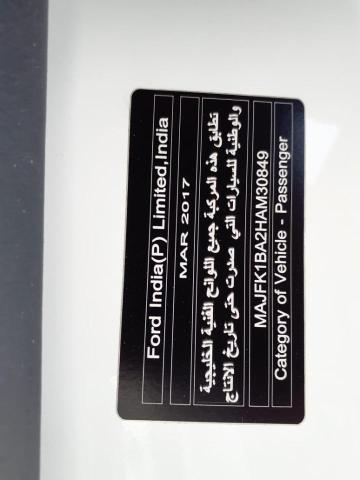 Ford India(P) Limited,India
MAR 2017
تطابق هذه المركبة جميع اللوائح الفنية الخليجية
والوطنية للسيارات التي صدرت حتى تاريخ الإنتاج
MAJFK1BA2HAM30849
Category of Vehicle - Passenger